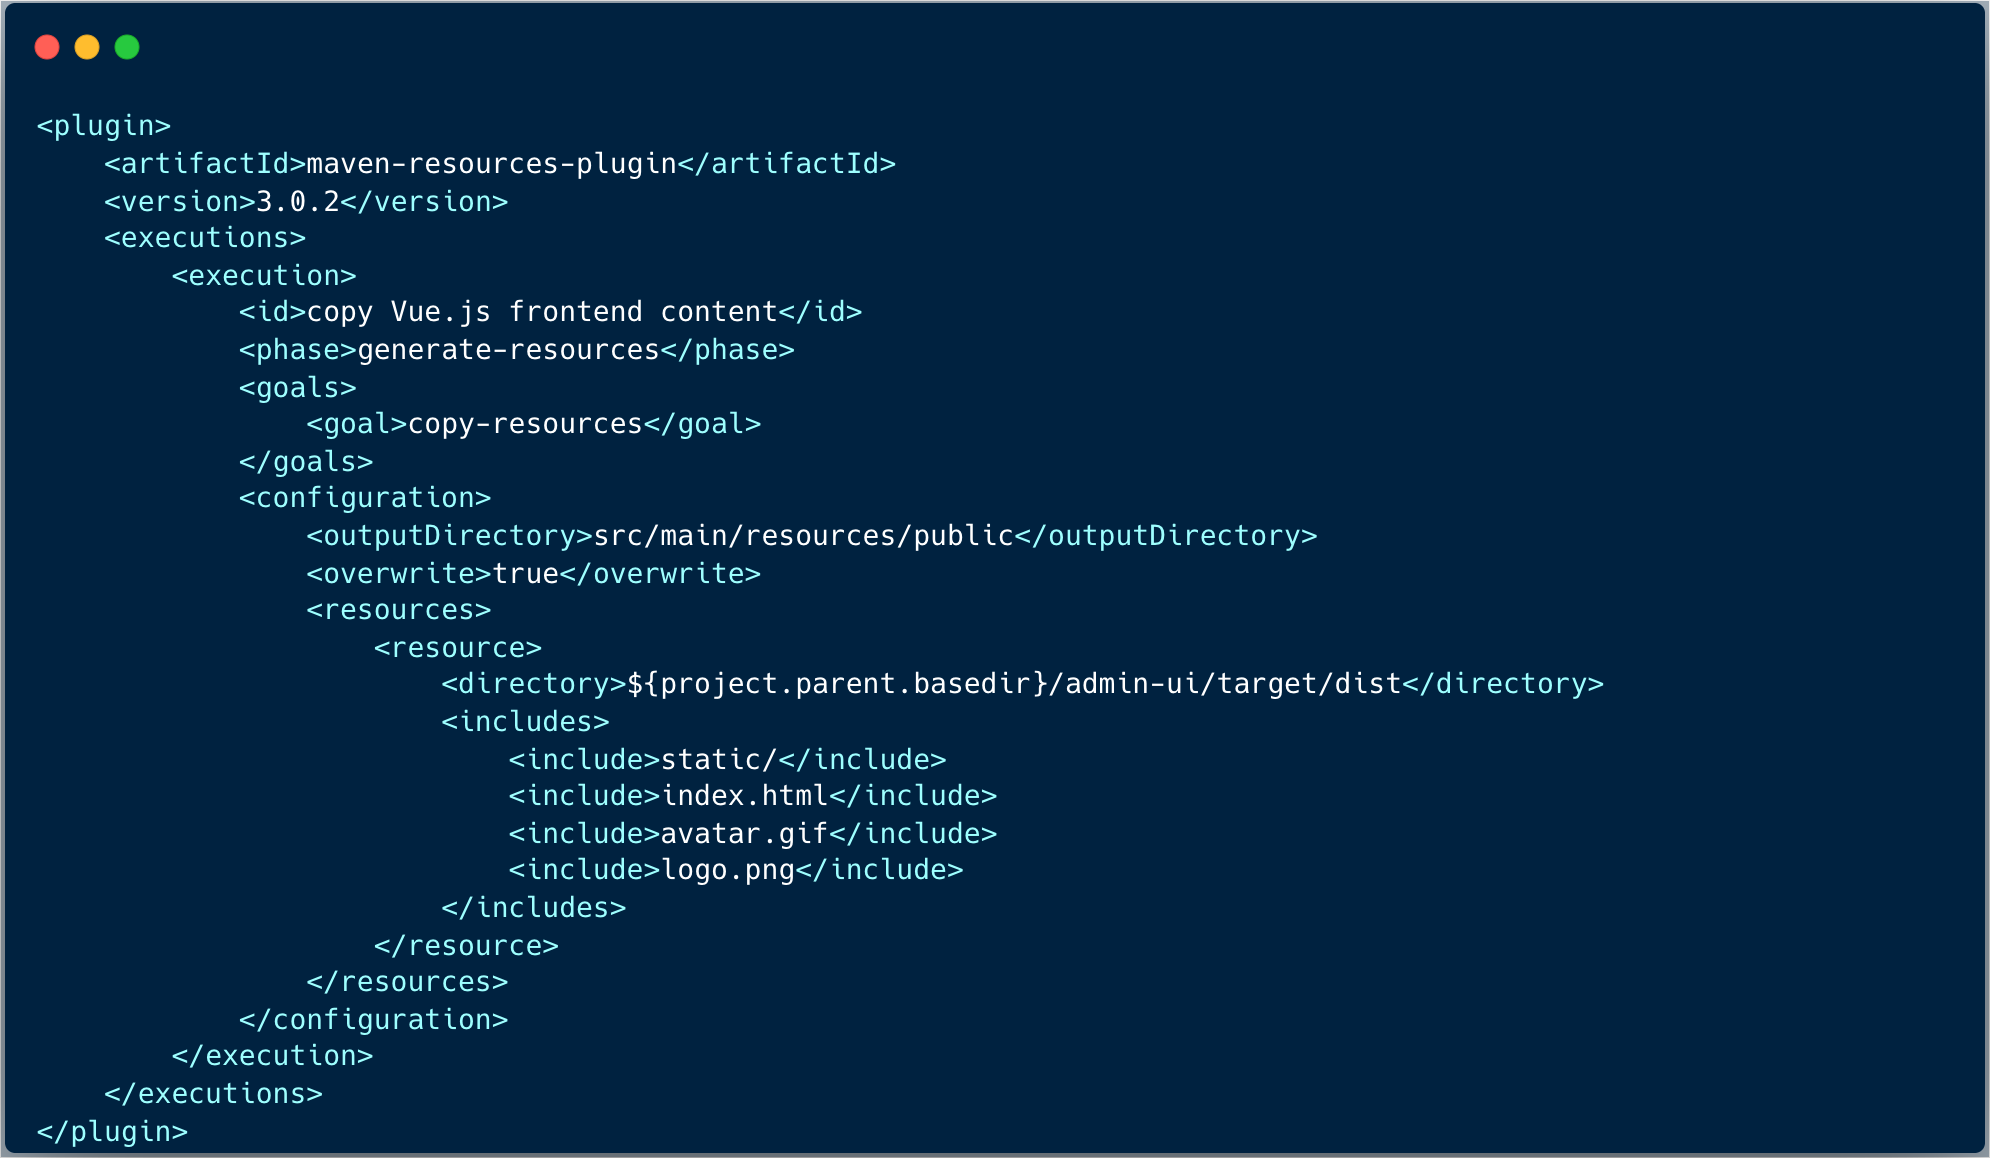 <plugin>
    <artifactId>maven-resources-plugin</artifactId>
    <version>3.0.2</version>
    <executions>
        <execution>
            <id>copy Vue.js frontend content</id>
            <phase>generate-resources</phase>
            <goals>
                <goal>copy-resources</goal>
            </goals>
            <configuration>
                <outputDirectory>src/main/resources/public</outputDirectory>
                <overwrite>true</overwrite>
                <resources>
                    <resource>
                        <directory>${project.parent.basedir}/admin-ui/target/dist</directory>
                        <includes>
                            <include>static/</include>
                            <include>index.html</include>
                            <include>avatar.gif</include>
                            <include>logo.png</include>
                        </includes>
                    </resource>
                </resources>
            </configuration>
        </execution>
    </executions>
</plugin>